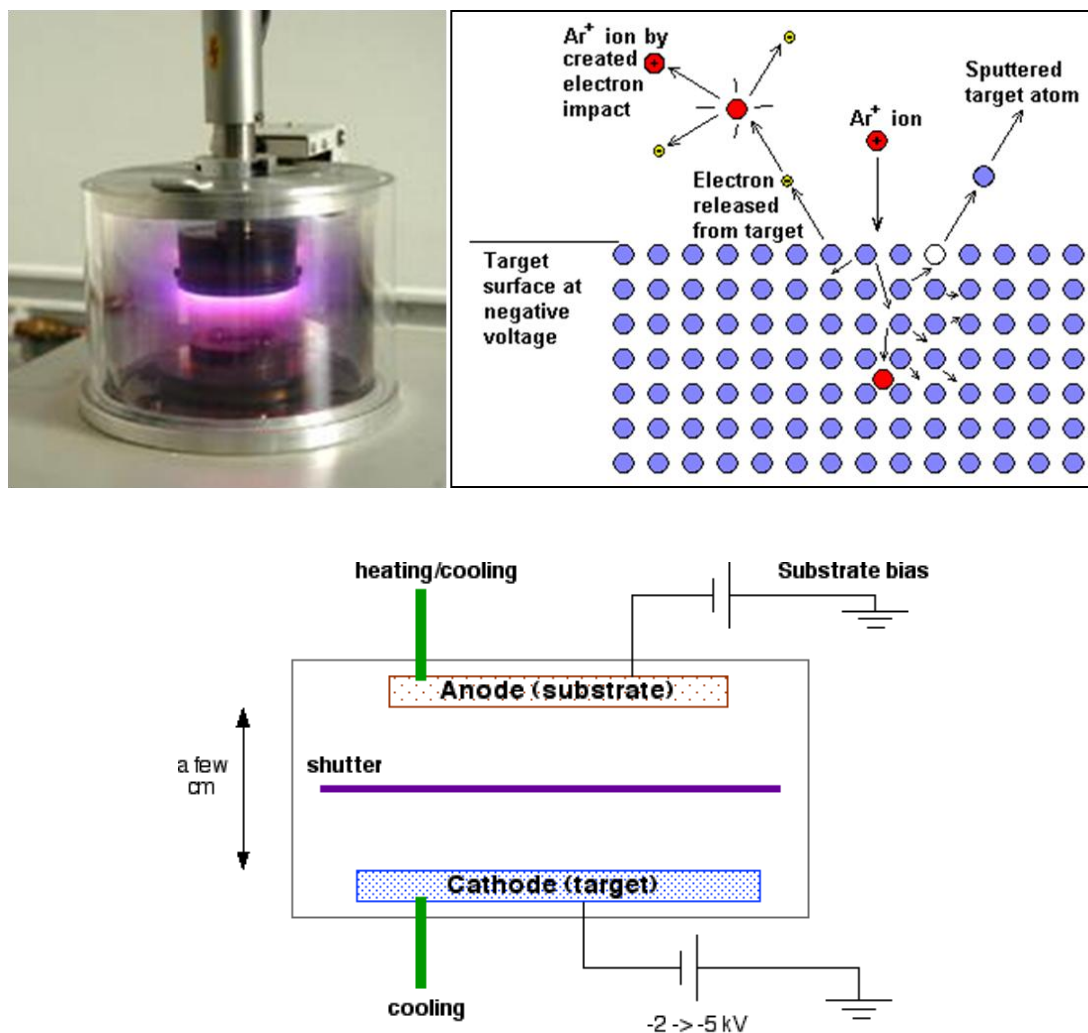 Ar+ ion by
created
electron
impact
Sputtered
target atom
Ar+ ion
Electron
released
from target
Target
surface at
negative
voltage
heating/cooling
Substrate bias
Anode (substrate)
a few
cm
shutter
Cathode (target)
cooling
-2 -> -5 kV